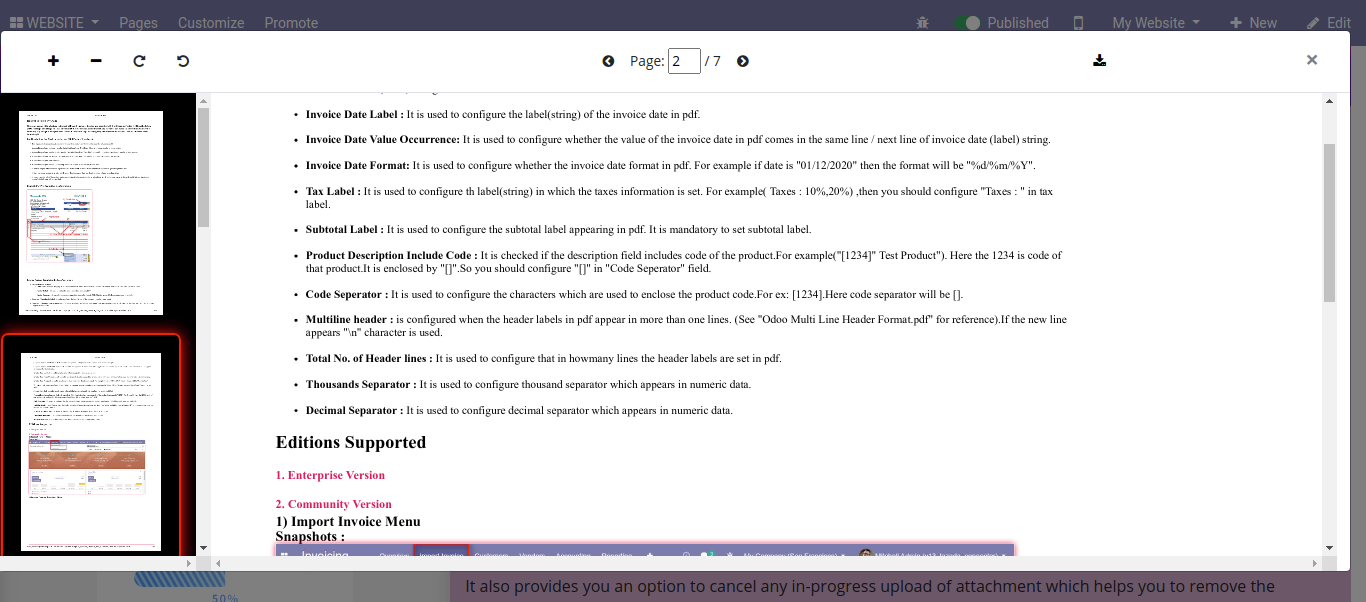 WEBSITE Pages Customize Promote Published My Website New Edit
Page: 2 / 7
Invoice Date Label : It is used to configure the label(string) of the invoice date in pdf.
Invoice Date Value Occurrence: It is used to configure whether the value of the invoice date in pdf comes in the same line / next line of invoice date (label) string.
Invoice Date Format: It is used to configure whether the invoice date format in pdf. For example if date is "01/12/2020" then the format will be "%d/%m/%Y".
Tax Label : It is used to configure th label(string) in which the taxes information is set. For example( Taxes : 10%,20%) ,then you should configure "Taxes : " in tax
label.
Subtotal Label : It is used to configure the subtotal label appearing in pdf. It is mandatory to set subtotal label.
Product Description Include Code : It is checked if the description field includes code of the product.For example("[1234]" Test Product"). Here the 1234 is code of
that product.It is enclosed by "[]".So you should configure "[]" in "Code Seperator" field.
Code Seperator : It is used to configure the characters which are used to enclose the product code.For ex: [1234].Here code separator will be [].
Multiline header : is configured when the header labels in pdf appear in more than one lines. (See "Odoo Multi Line Header Format.pdf" for reference).If the new line
appears "\n" character is used.
Total No. of Header lines : It is used to configure that in howmany lines the header labels are set in pdf.
Thousands Separator : It is used to configure thousand separator which appears in numeric data.
Decimal Separator : It is used to configure decimal separator which appears in numeric data.
Editions Supported
1. Enterprise Version
2. Community Version
1) Import Invoice Menu
Snapshots :
Invoicing
50%
It also provides you an option to cancel any in-progress upload of attachment which helps you to remove the